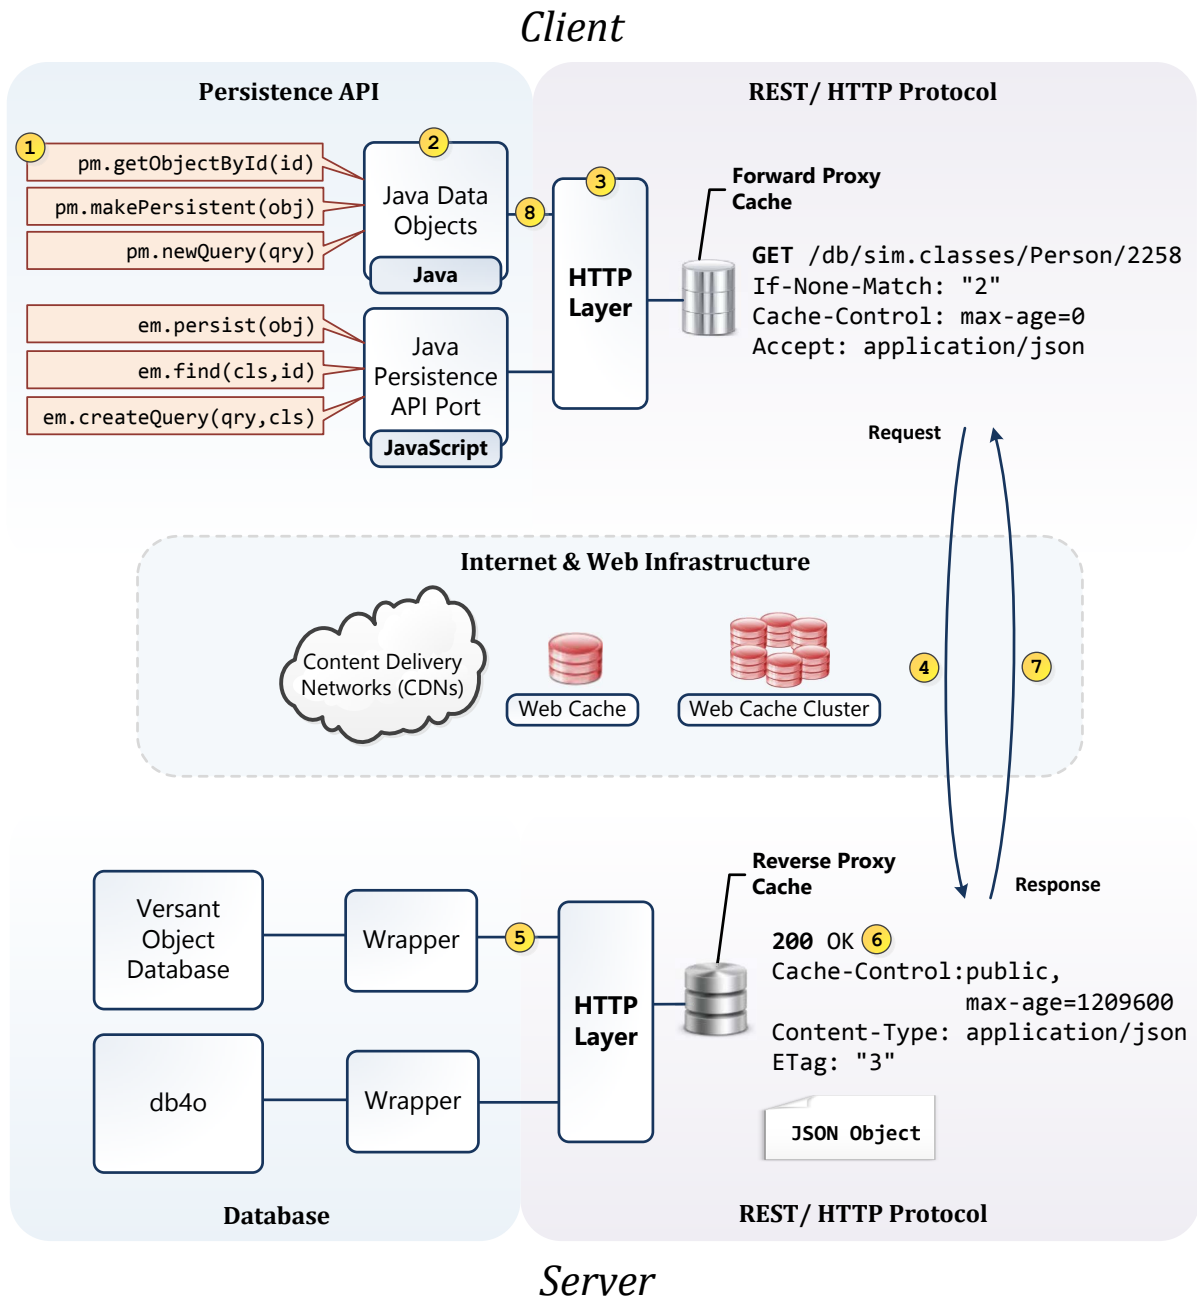 Client
Persistence API
REST/ HTTP Protocol
1
pm.getObjectById(id)
pm.makePersistent(obj)
pm.newQuery(qry)
2
Java Data
Objects
Java
8
3
HTTP
Layer
Forward Proxy
Cache
GET /db/sim.classes/Person/2258
If-None-Match: "2"
Cache-Control: max-age=0
Accept: application/json
em.persist(obj)
em.find(cls,id)
em.createQuery(qry,cls)
Java
Persistence
API Port
JavaScript
Request
Internet & Web Infrastructure
Content Delivery
Networks (CDNs)
Web Cache
Web Cache Cluster
4
7
Versant
Object
Database
Wrapper
5
HTTP
Layer
Reverse Proxy
Cache
Response
200 OK 6
Cache-Control:public,
max-age=1209600
Content-Type: application/json
ETag: "3"
JSON Object
db4o
Wrapper
Database
REST/ HTTP Protocol
Server